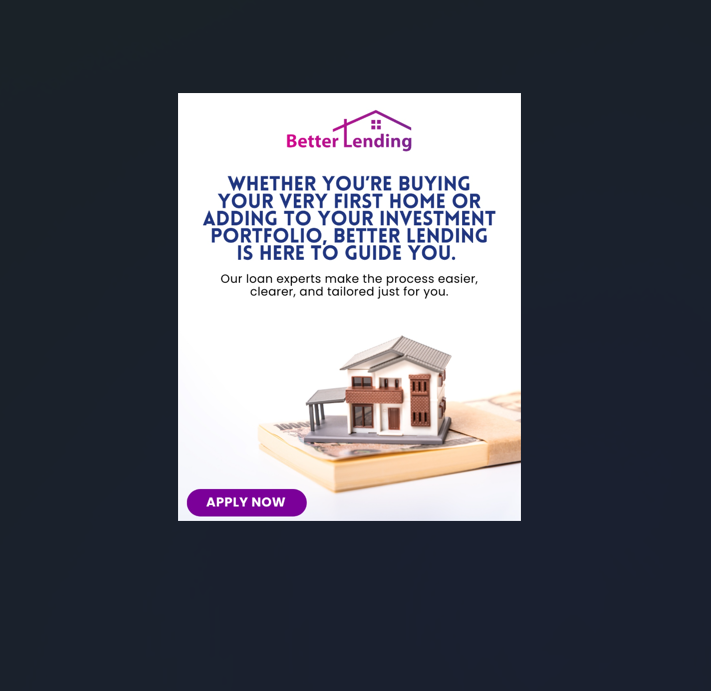 Better Lending
WHETHER YOU'RE BUYING
YOUR VERY FIRST HOME OR
ADDING TO YOUR INVESTMENT
PORTFOLIO, BETTER LENDING
IS HERE TO GUIDE YOU.
Our loan experts make the process easier,
clearer, and tailored just for you.
APPLY NOW